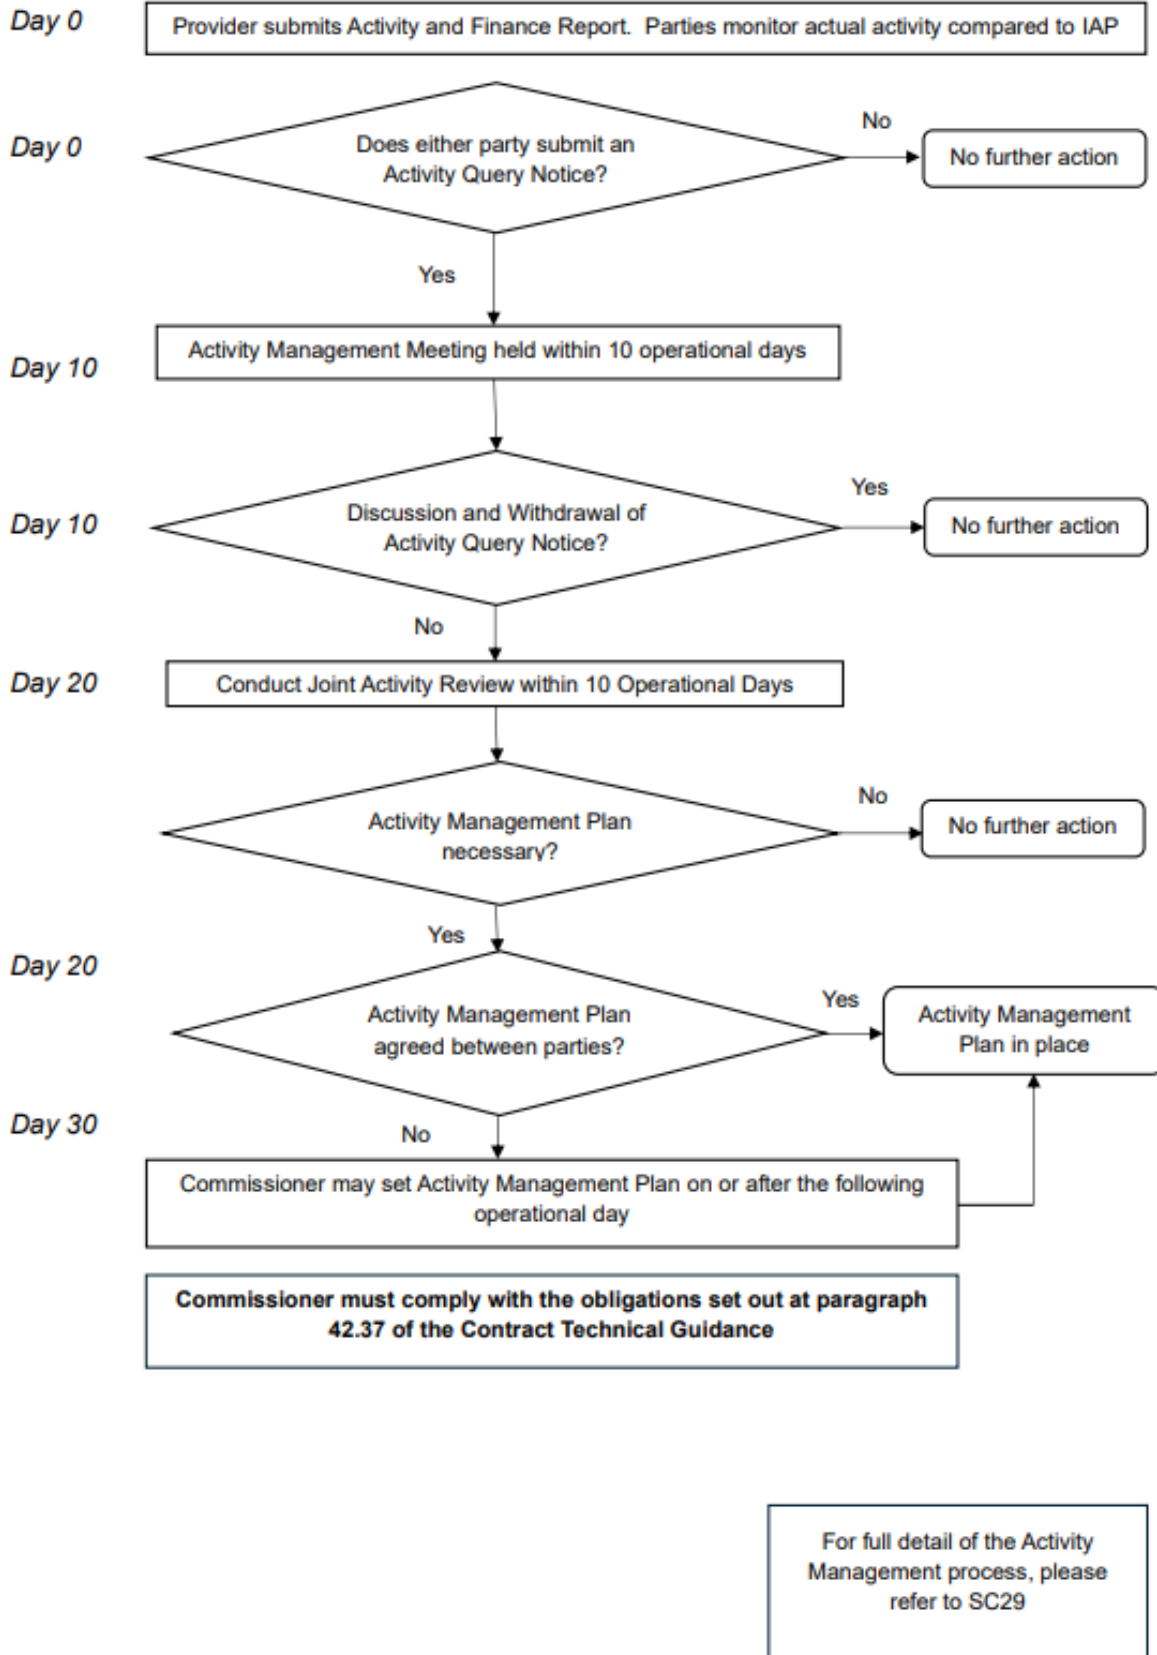 Day 0
Provider submits Activity and Finance Report.  Parties monitor actual activity compared to IAP
Day 0
Does either party submit an
Activity Query Notice?
No
No further action
Yes
Day 10
Activity Management Meeting held within 10 operational days
Day 10
Discussion and Withdrawal of
Activity Query Notice?
Yes
No further action
No
Day 20
Conduct Joint Activity Review within 10 Operational Days
Activity Management Plan
necessary?
No
No further action
Yes
Day 20
Activity Management Plan
agreed between parties?
Yes
Activity Management
Plan in place
Day 30
No
Commissioner may set Activity Management Plan on or after the following
operational day
Commissioner must comply with the obligations set out at paragraph
42.37 of the Contract Technical Guidance
For full detail of the Activity
Management process, please
refer to SC29